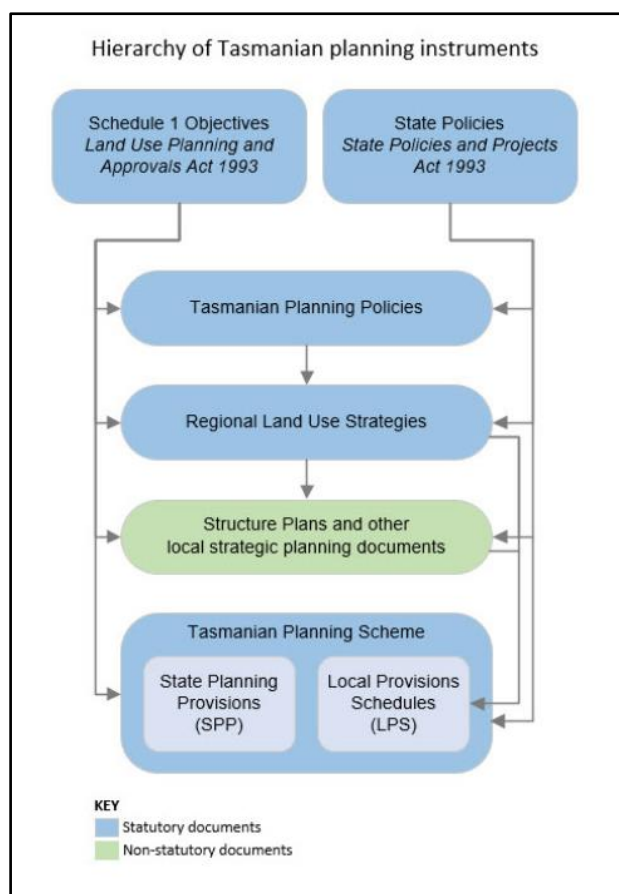 Hierarchy of Tasmanian planning instruments
Schedule 1 Objectives
Land Use Planning and
Approvals Act 1993
State Policies
State Policies and Projects
Act 1993
Tasmanian Planning Policies
Regional Land Use Strategies
Structure Plans and other
local strategic planning documents
Tasmanian Planning Scheme
State Planning
Provisions
(SPP)
Local Provisions
Schedules
(LPS)
KEY
Statutory documents
Non-statutory documents